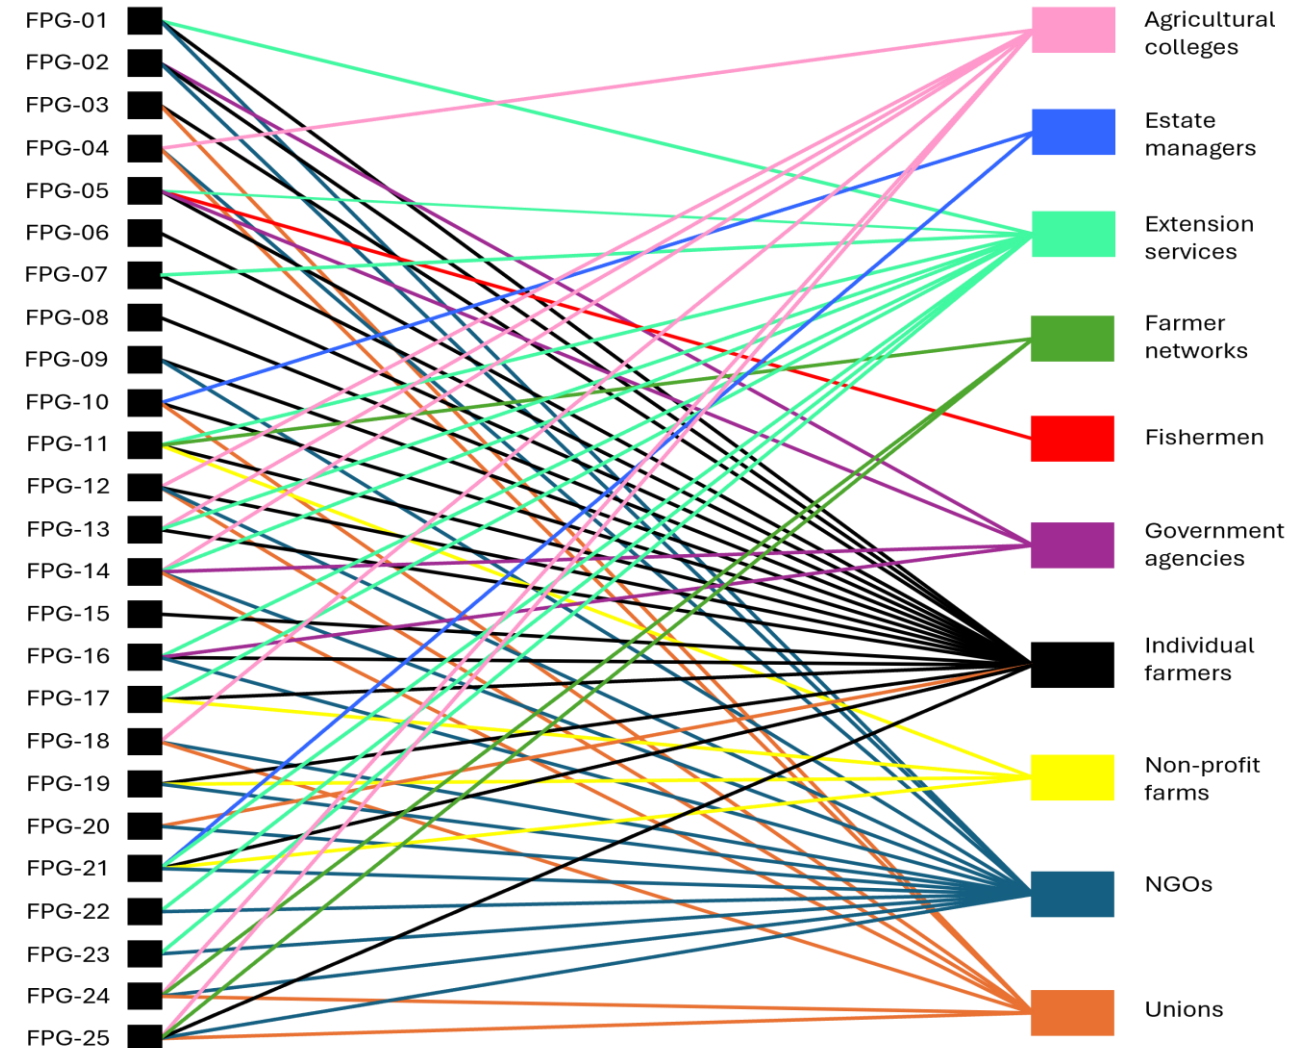 FPG-01
FPG-02
FPG-03
FPG-04
FPG-05
FPG-06
FPG-07
FPG-08
FPG-09
FPG-10
FPG-11
FPG-12
FPG-13
FPG-14
FPG-15
FPG-16
FPG-17
FPG-18
FPG-19
FPG-20
FPG-21
FPG-22
FPG-23
FPG-24
FPG-25
Agricultural
colleges
Estate
managers
Extension
services
Farmer
networks
Fishermen
Government
agencies
Individual
farmers
Non-profit
farms
NGOs
Unions